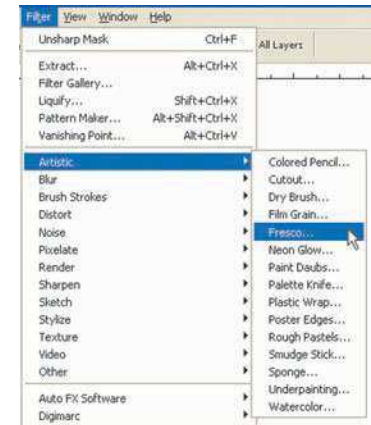 Filter View Window Help
Unsharp Mask Ctrl+F
All Layers
Extract... Alt+Ctrl+X
Filter Gallery...
Liquify... Shift+Ctrl+X
Pattern Maker... Alt+Shift+Ctrl+X
Vanishing Point... Alt+Ctrl+V
Artistic
Blur
Brush Strokes
Distort
Noise
Pixelate
Render
Sharpen
Sketch
Stylize
Texture
Video
Other
Auto FX Software
Digimarc
Colored Pencil...
Cutout...
Dry Brush...
Film Grain...
Fresco...
Neon Glow...
Paint Daubs...
Palette Knife...
Plastic Wrap...
Poster Edges...
Rough Pastels...
Smudge Stick...
Sponge...
Underpainting...
Watercolor...